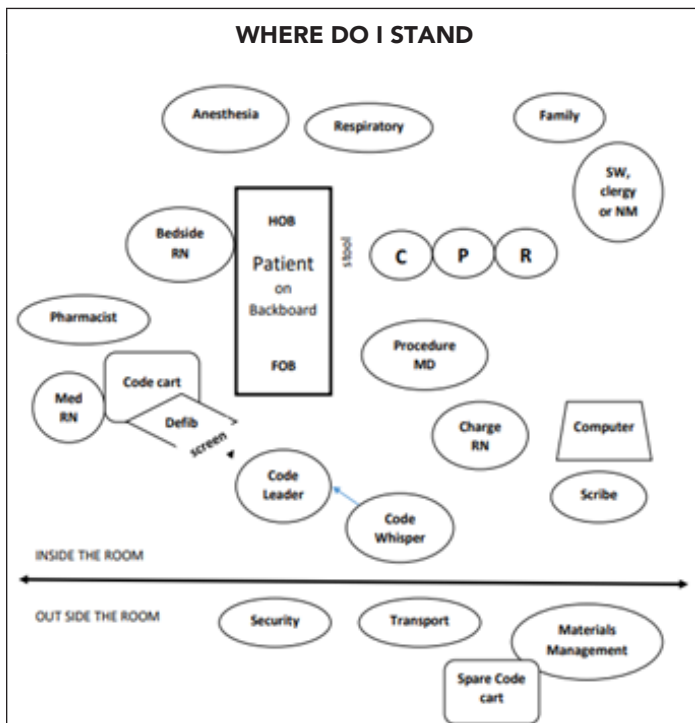 WHERE DO I STAND
Anesthesia
Respiratory
Family
SW,
clergy
or NM
HOB
Bedside
RN
Patient
on
Backboard
stool
C P R
Pharmacist
Procedure
MD
FOB
Code cart
Med
RN
Defib
screen
Charge
RN
Computer
Code
Leader
Scribe
Code
Whisper
INSIDE THE ROOM
OUT SIDE THE ROOM
Security
Transport
Materials
Management
Spare Code
cart